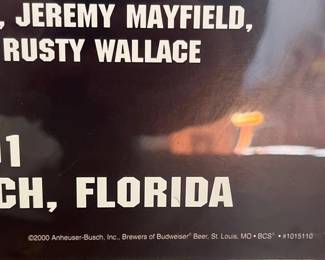 , JEREMY MAYFIELD,
RUSTY WALLACE
01
CH, FLORIDA
©2000 Anheuser-Busch, Inc., Brewers of Budweiser® Beer, St. Louis, MO • BCS® • #1015110